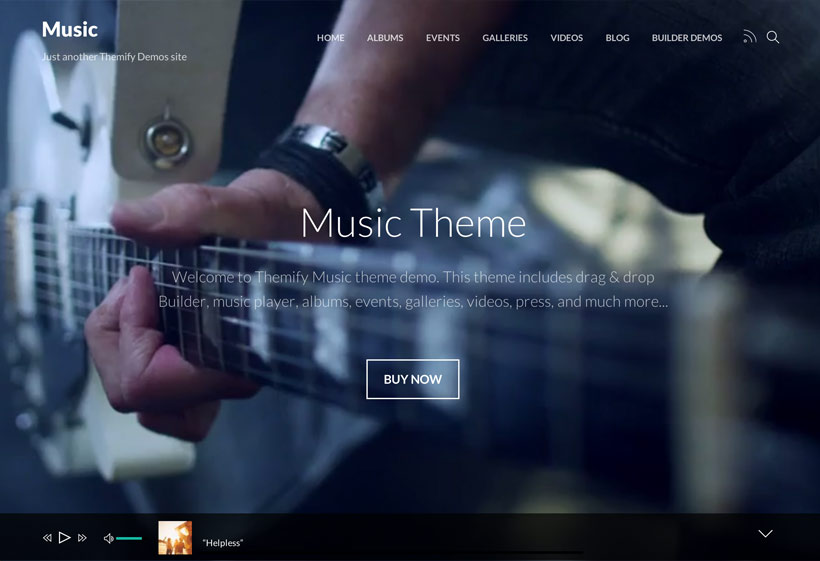 Music
Just another Themify Demos site
HOME ALBUMS EVENTS GALLERIES VIDEOS BLOG BUILDER DEMOS
Music Theme
Welcome to Themify Music theme demo. This theme includes drag & drop
Builder, music player, albums, events, galleries, videos, press, and much more...
BUY NOW
"Helpless"